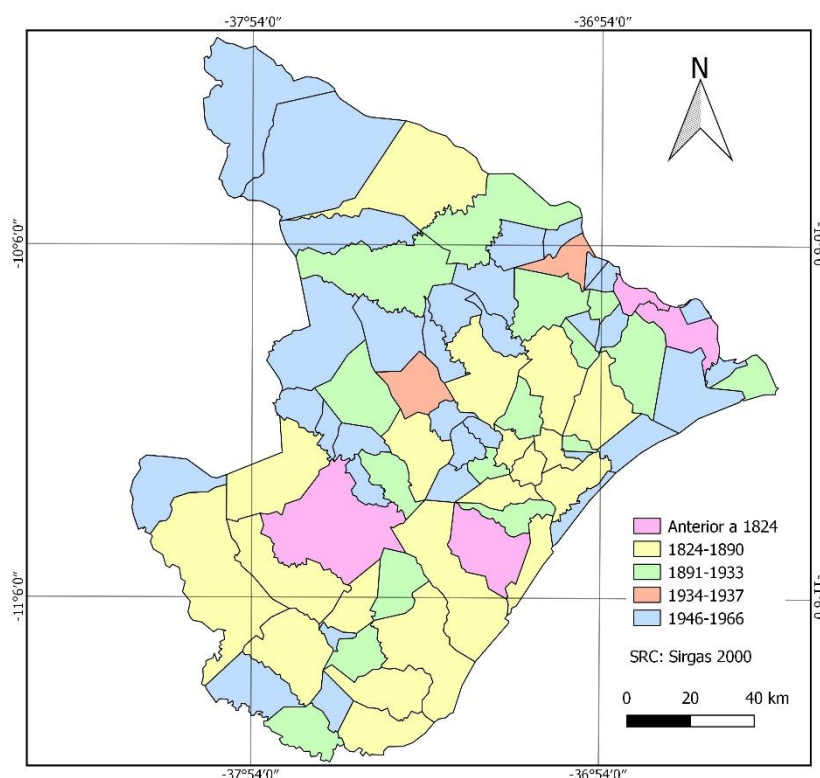 -37°54'0" -36°54'0"
N
-10°6'0" -10°6'0"
Anterior a 1824
1824-1890
1891-1933
1934-1937
1946-1966
-11°6'0" -11°6'0"
SRC: Sirgas 2000
0 20 40 km
-37°54'0" -36°54'0"